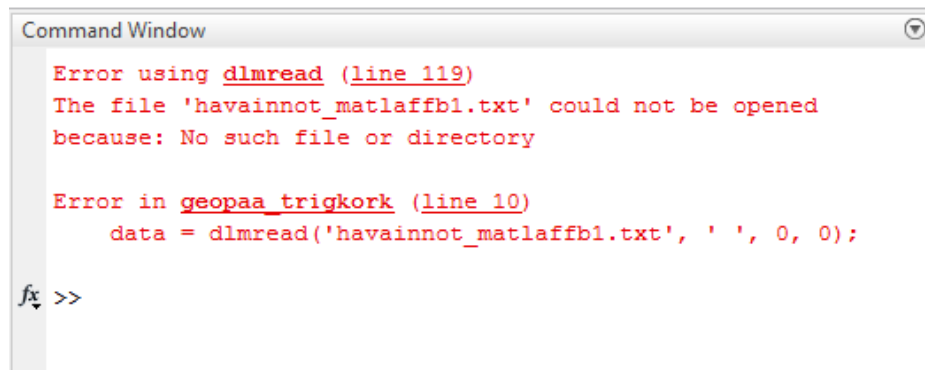 Command Window
Error using dlmread (line 119)
The file 'havainnot_matlaffb1.txt' could not be opened
because: No such file or directory
Error in geopaa_trigkork (line 10)
data = dlmread('havainnot_matlaffb1.txt', ' ', 0, 0);
fx >>